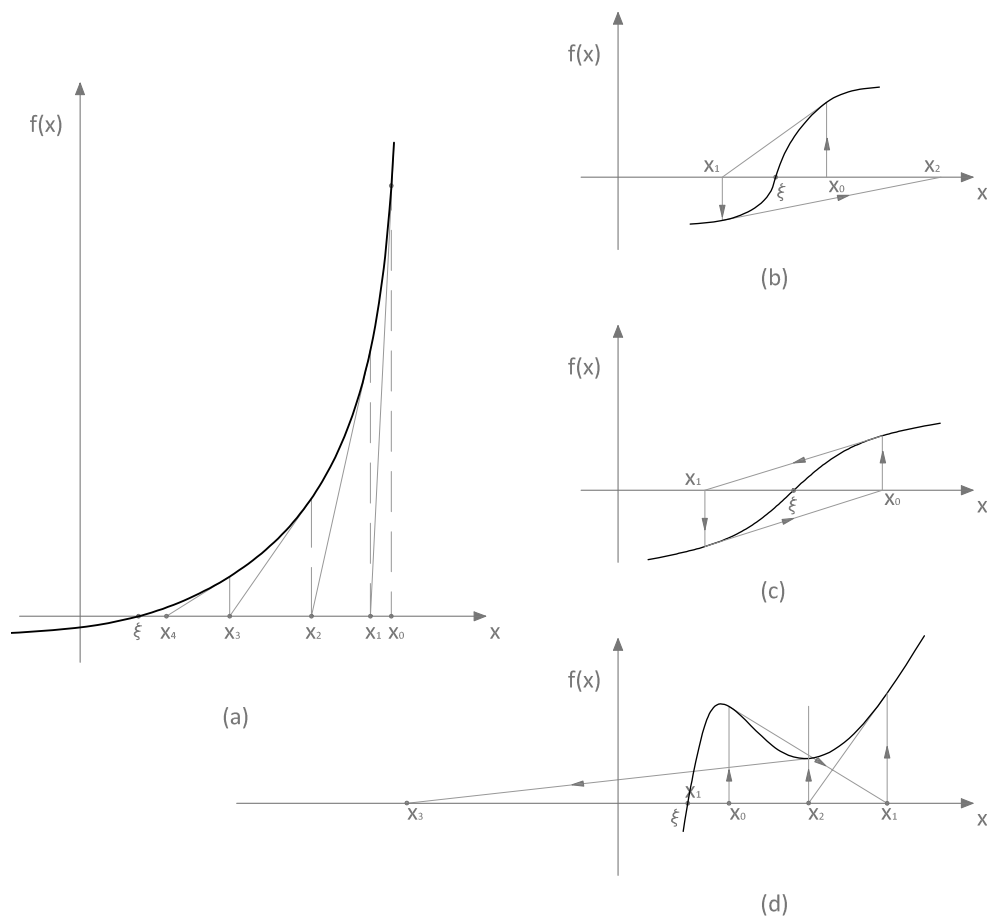 f(x)
ξ x₄ x₃ x₂ x₁ x₀ x
(a)
f(x)
x₁ ξ x₀ x₂ x
(b)
f(x)
x₁ ξ x₀ x
(c)
f(x)
x₁
x₃ ξ x₀ x₂ x₁ x
(d)